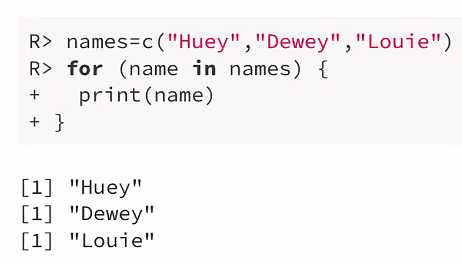 R> names=c("Huey","Dewey","Louie")
R> for (name in names) {
+   print(name)
+ }
[1] "Huey"
[1] "Dewey"
[1] "Louie"